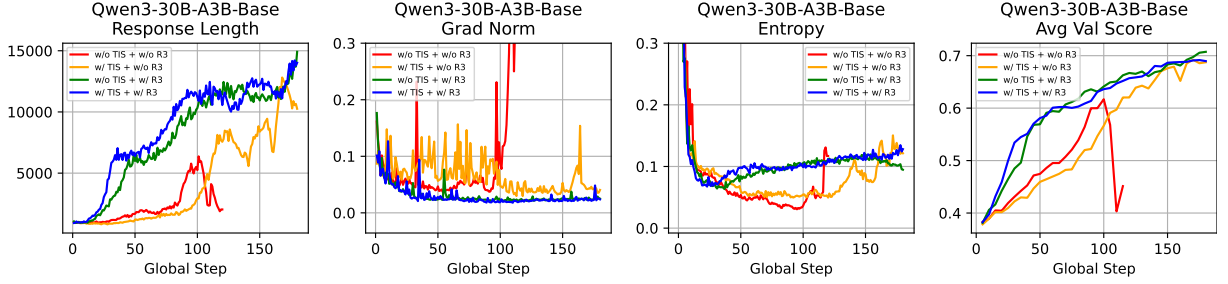 Qwen3-30B-A3B-Base
Response Length
15000
10000
5000
w/o TIS + w/o R3
w/ TIS + w/o R3
w/o TIS + w/ R3
w/ TIS + w/ R3
0
50
100
150
Global Step
Qwen3-30B-A3B-Base
Grad Norm
0.3
0.2
0.1
0.0
w/o TIS + w/o R3
w/ TIS + w/o R3
w/o TIS + w/ R3
w/ TIS + w/ R3
0
50
100
150
Global Step
Qwen3-30B-A3B-Base
Entropy
0.3
0.2
0.1
0.0
w/o TIS + w/o R3
w/ TIS + w/o R3
w/o TIS + w/ R3
w/ TIS + w/ R3
0
50
100
150
Global Step
Qwen3-30B-A3B-Base
Avg Val Score
0.7
0.6
0.5
0.4
w/o TIS + w/o R3
w/ TIS + w/o R3
w/o TIS + w/ R3
w/ TIS + w/ R3
0
50
100
150
Global Step